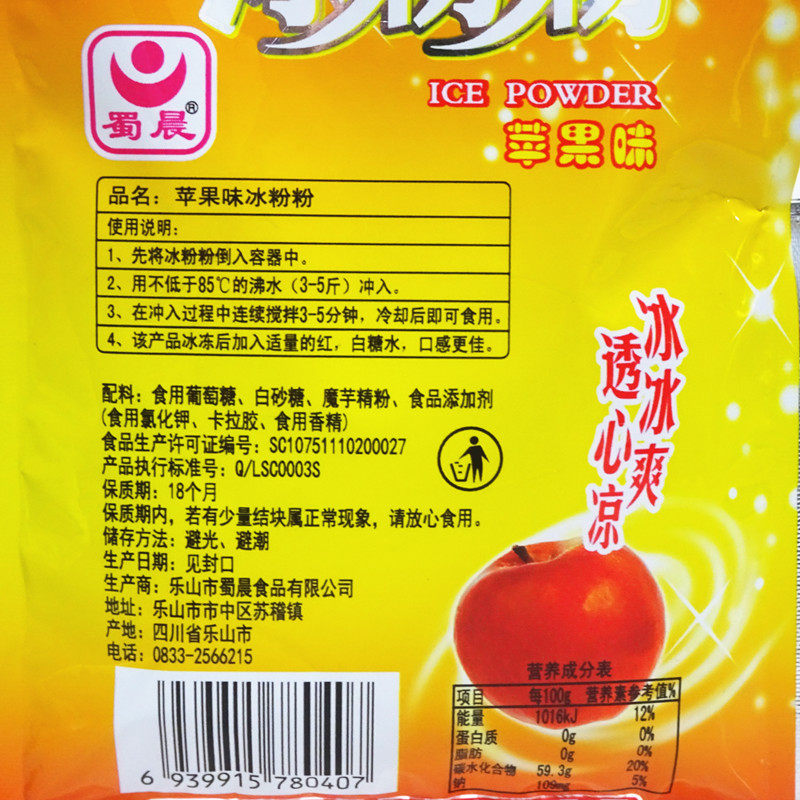 ICE POWDER
苹果味
蜀晨®
品名：苹果味冰粉粉
使用说明：
1、先将冰粉粉倒入容器中。
2、用不低于85℃的沸水（3-5斤）冲入。
3、在冲入过程中连续搅拌3-5分钟，冷却后即可食用。
4、该产品冰冻后加入适量的红，白糖水，口感更佳。
冰冰爽
透心凉
配料：食用葡萄糖、白砂糖、魔芋精粉、食品添加剂
(食用氯化钾、卡拉胶、食用香精)
食品生产许可证编号：SC10751110200027
产品执行标准号：Q/LSC0003S
保质期：18个月
保质期内，若有少量结块属正常现象，请放心食用。
储存方法：避光、避潮
生产日期：见封口
生产商：乐山市蜀晨食品有限公司
地址：乐山市市中区苏稽镇
产地：四川省乐山市
电话：0833-2566215
营养成分表
项目 每100g 营养素参考值%
能量 1016kJ 12%
蛋白质 0g 0%
脂肪 0g 0%
碳水化合物 59.3g 20%
钠 109mg 5%
6 939915 780407